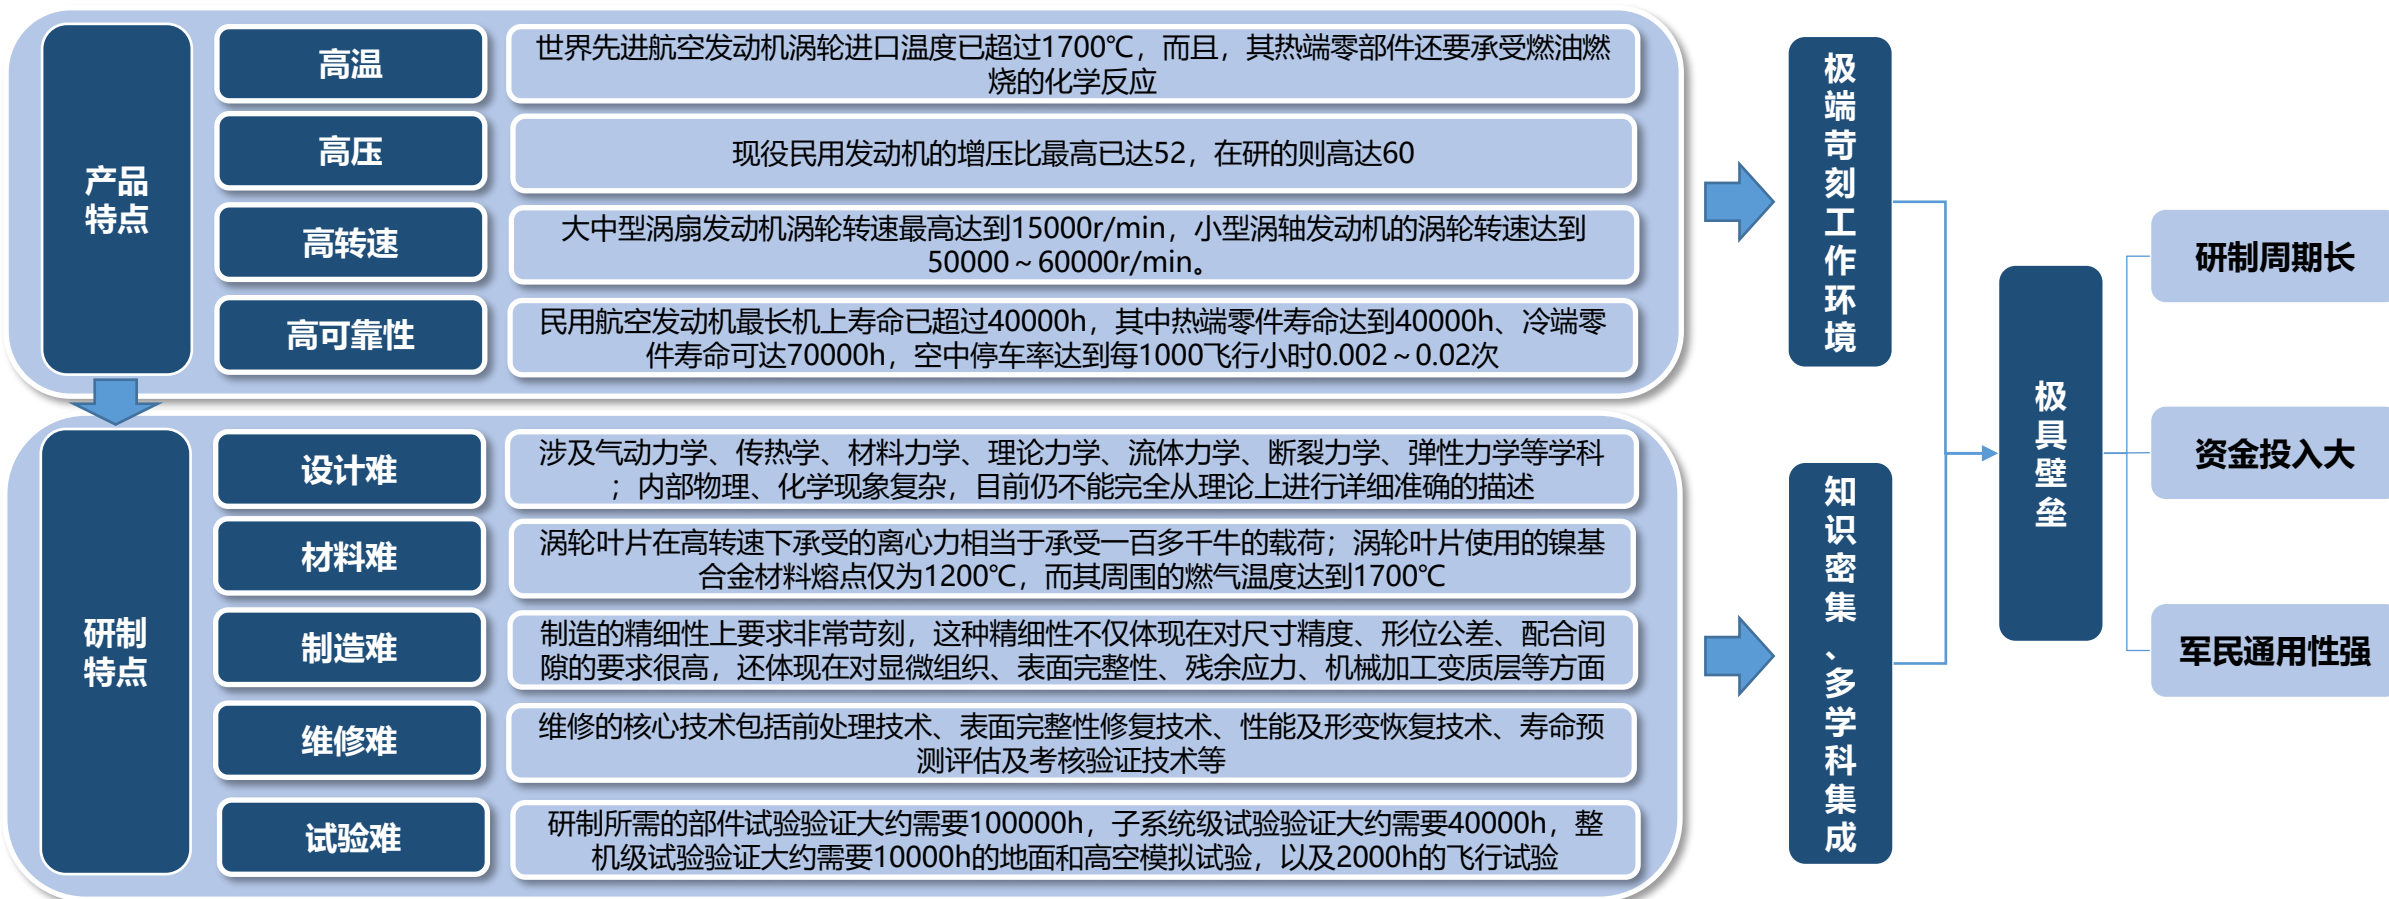 产品
特点
高温
世界先进航空发动机涡轮进口温度已超过1700℃，而且，其热端零部件还要承受燃油燃
烧的化学反应
高压
现役民用发动机的增压比最高已达52，在研的则高达60
高转速
大中型涡扇发动机涡轮转速最高达到15000r/min，小型涡轴发动机的涡轮转速达到
50000～60000r/min。
高可靠性
民用航空发动机最长机上寿命已超过40000h，其中热端零件寿命达到40000h、冷端零
件寿命可达70000h，空中停车率达到每1000飞行小时0.002～0.02次
研制
特点
设计难
涉及气动力学、传热学、材料力学、理论力学、流体力学、断裂力学、弹性力学等学科
；内部物理、化学现象复杂，目前仍不能完全从理论上进行详细准确的描述
材料难
涡轮叶片在高转速下承受的离心力相当于承受一百多千牛的载荷；涡轮叶片使用的镍基
合金材料熔点仅为1200℃，而其周围的燃气温度达到1700℃
制造难
制造的精细性上要求非常苛刻，这种精细性不仅体现在对尺寸精度、形位公差、配合间
隙的要求很高，还体现在对显微组织、表面完整性、残余应力、机械加工变质层等方面
维修难
维修的核心技术包括前处理技术、表面完整性修复技术、性能及形变恢复技术、寿命预
测评估及考核验证技术等
试验难
研制所需的部件试验验证大约需要100000h，子系统级试验验证大约需要40000h，整
机级试验验证大约需要10000h的地面和高空模拟试验，以及2000h的飞行试验
极端苛刻工作环境
知识密集、多学科集成
极具壁垒
研制周期长
资金投入大
军民通用性强